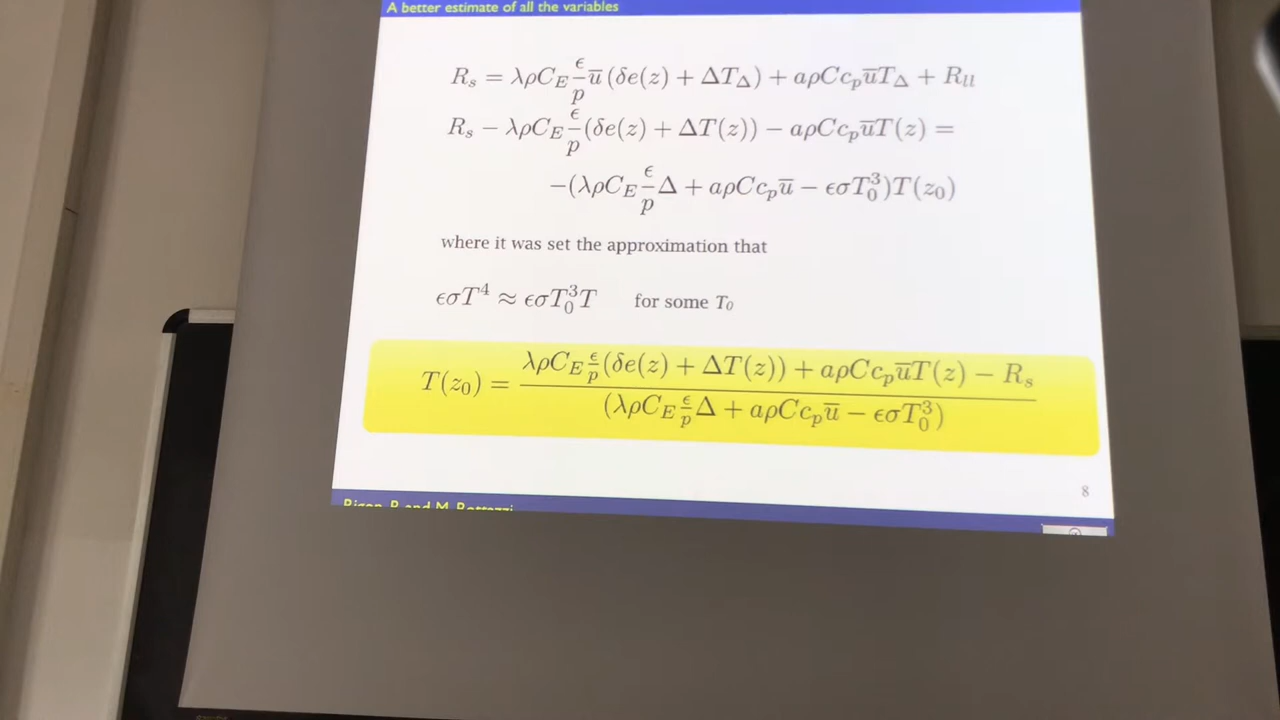 A better estimate of all the variables
R_s = λρC_E ϵ/p u̅ (δe(z) + ΔT_Δ) + aρCc_p u̅T_Δ + R_ll
R_s − λρC_E ϵ/p (δe(z) + ΔT(z)) − aρCc_p u̅T(z) =
−(λρC_E ϵ/p Δ + aρCc_p u̅ − ϵσT_0^3)T(z_0)
where it was set the approximation that
ϵσT^4 ≈ ϵσT_0^3 T for some T_0
T(z_0) = (λρC_E ϵ/p (δe(z) + ΔT(z)) + aρCc_p u̅T(z) − R_s) / (λρC_E ϵ/p Δ + aρCc_p u̅ − ϵσT_0^3)
8